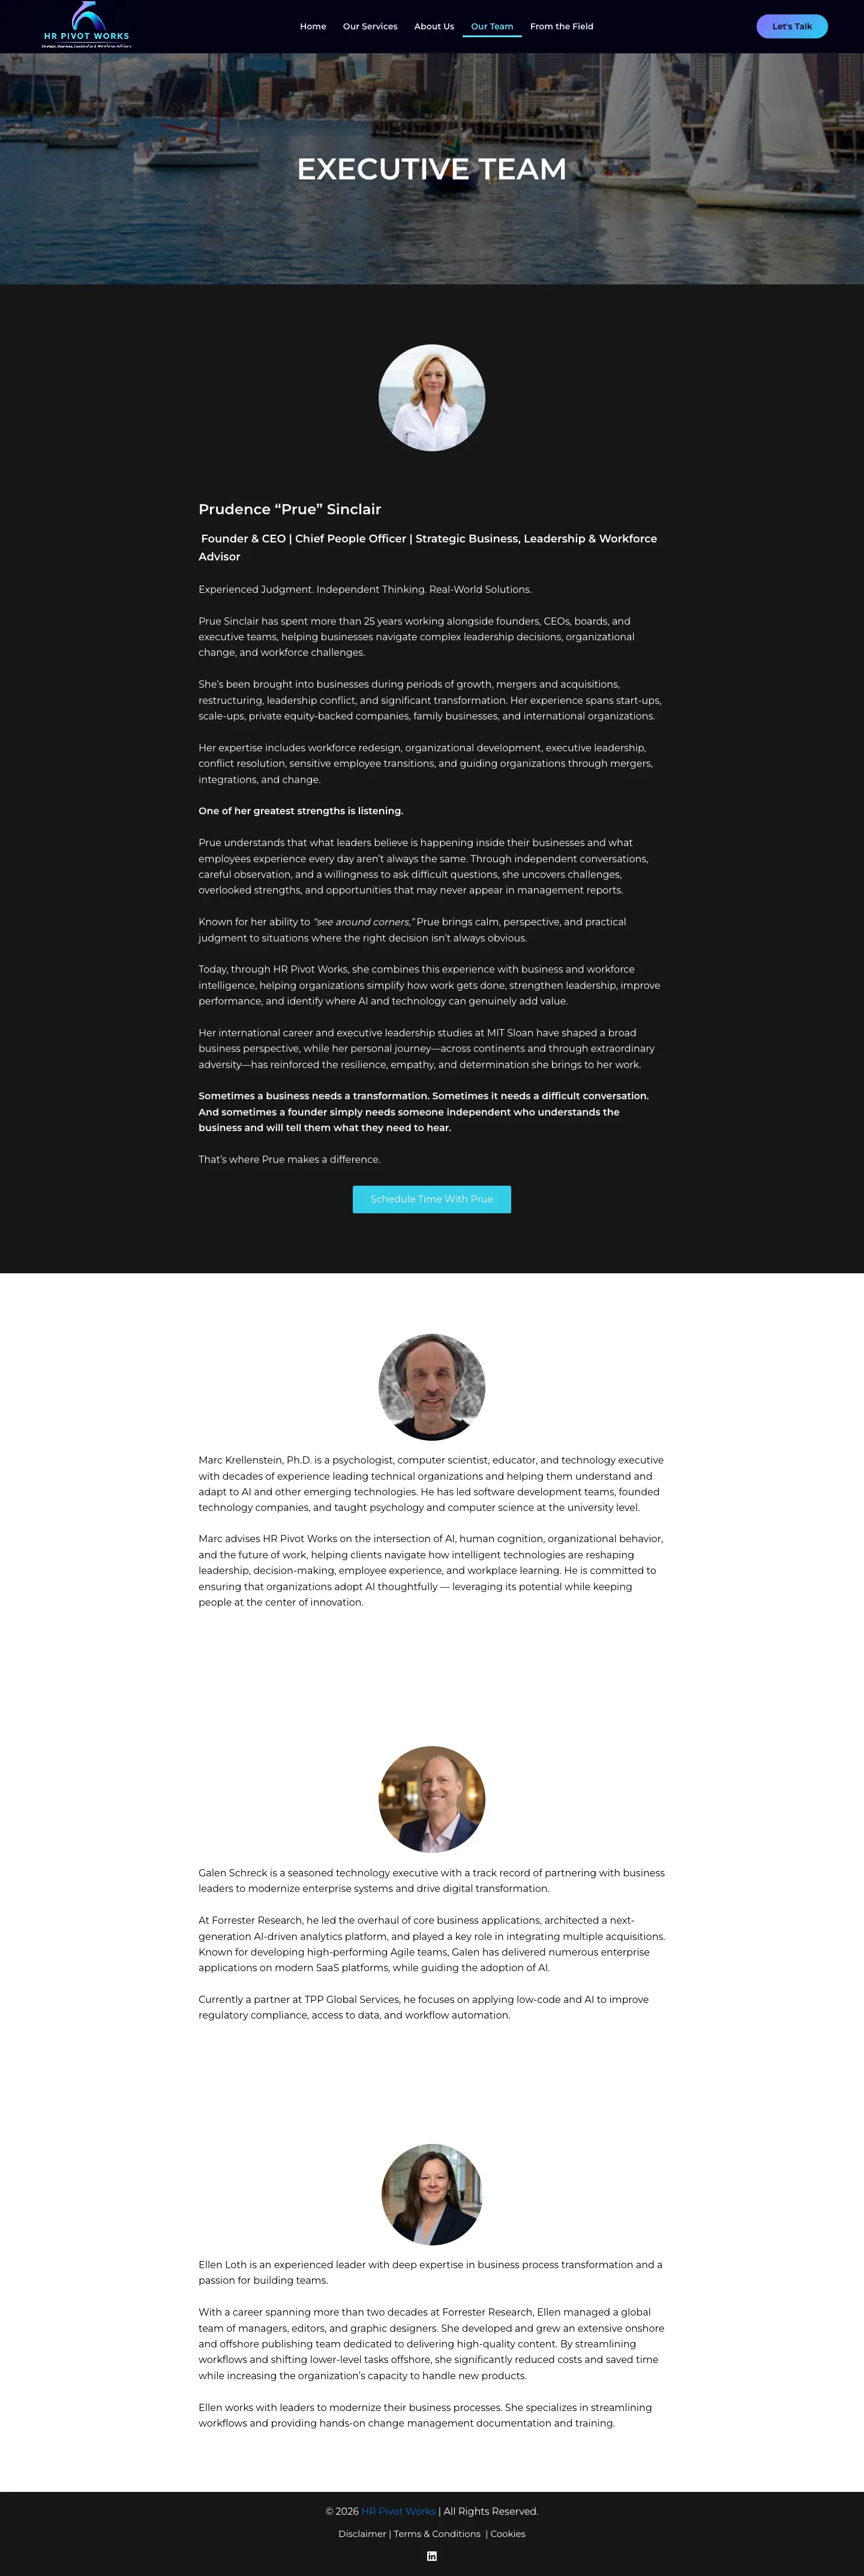 HR PIVOT WORKS
Strategic Business, Leadership & Workforce Advisory
Home
Our Services
About Us
Our Team
From the Field
Let's Talk
EXECUTIVE TEAM
Prudence “Prue” Sinclair
Founder & CEO | Chief People Officer | Strategic Business, Leadership & Workforce
Advisor
Experienced Judgment. Independent Thinking. Real-World Solutions.
Prue Sinclair has spent more than 25 years working alongside founders, CEOs, boards, and
executive teams, helping businesses navigate complex leadership decisions, organizational
change, and workforce challenges.
She’s been brought into businesses during periods of growth, mergers and acquisitions,
restructuring, leadership conflict, and significant transformation. Her experience spans start-ups,
scale-ups, private equity-backed companies, family businesses, and international organizations.
Her expertise includes workforce redesign, organizational development, executive leadership,
conflict resolution, sensitive employee transitions, and guiding organizations through mergers,
integrations, and change.
One of her greatest strengths is listening.
Prue understands that what leaders believe is happening inside their businesses and what
employees experience every day aren’t always the same. Through independent conversations,
careful observation, and a willingness to ask difficult questions, she uncovers challenges,
overlooked strengths, and opportunities that may never appear in management reports.
Known for her ability to “see around corners,” Prue brings calm, perspective, and practical
judgment to situations where the right decision isn’t always obvious.
Today, through HR Pivot Works, she combines this experience with business and workforce
intelligence, helping organizations simplify how work gets done, strengthen leadership, improve
performance, and identify where AI and technology can genuinely add value.
Her international career and executive leadership studies at MIT Sloan have shaped a broad
business perspective, while her personal journey—across continents and through extraordinary
adversity—has reinforced the resilience, empathy, and determination she brings to her work.
Sometimes a business needs a transformation. Sometimes it needs a difficult conversation.
And sometimes a founder simply needs someone independent who understands the
business and will tell them what they need to hear.
That’s where Prue makes a difference.
Schedule Time With Prue
Marc Krellenstein, Ph.D. is a psychologist, computer scientist, educator, and technology executive
with decades of experience leading technical organizations and helping them understand and
adapt to AI and other emerging technologies. He has led software development teams, founded
technology companies, and taught psychology and computer science at the university level.
Marc advises HR Pivot Works on the intersection of AI, human cognition, organizational behavior,
and the future of work, helping clients navigate how intelligent technologies are reshaping
leadership, decision-making, employee experience, and workplace learning. He is committed to
ensuring that organizations adopt AI thoughtfully — leveraging its potential while keeping
people at the center of innovation.
Galen Schreck is a seasoned technology executive with a track record of partnering with business
leaders to modernize enterprise systems and drive digital transformation.
At Forrester Research, he led the overhaul of core business applications, architected a next-
generation AI-driven analytics platform, and played a key role in integrating multiple acquisitions.
Known for developing high-performing Agile teams, Galen has delivered numerous enterprise
applications on modern SaaS platforms, while guiding the adoption of AI.
Currently a partner at TPP Global Services, he focuses on applying low-code and AI to improve
regulatory compliance, access to data, and workflow automation.
Ellen Loth is an experienced leader with deep expertise in business process transformation and a
passion for building teams.
With a career spanning more than two decades at Forrester Research, Ellen managed a global
team of managers, editors, and graphic designers. She developed and grew an extensive onshore
and offshore publishing team dedicated to delivering high-quality content. By streamlining
workflows and shifting lower-level tasks offshore, she significantly reduced costs and saved time
while increasing the organization’s capacity to handle new products.
Ellen works with leaders to modernize their business processes. She specializes in streamlining
workflows and providing hands-on change management documentation and training.
© 2026 HR Pivot Works | All Rights Reserved.
Disclaimer | Terms & Conditions | Cookies